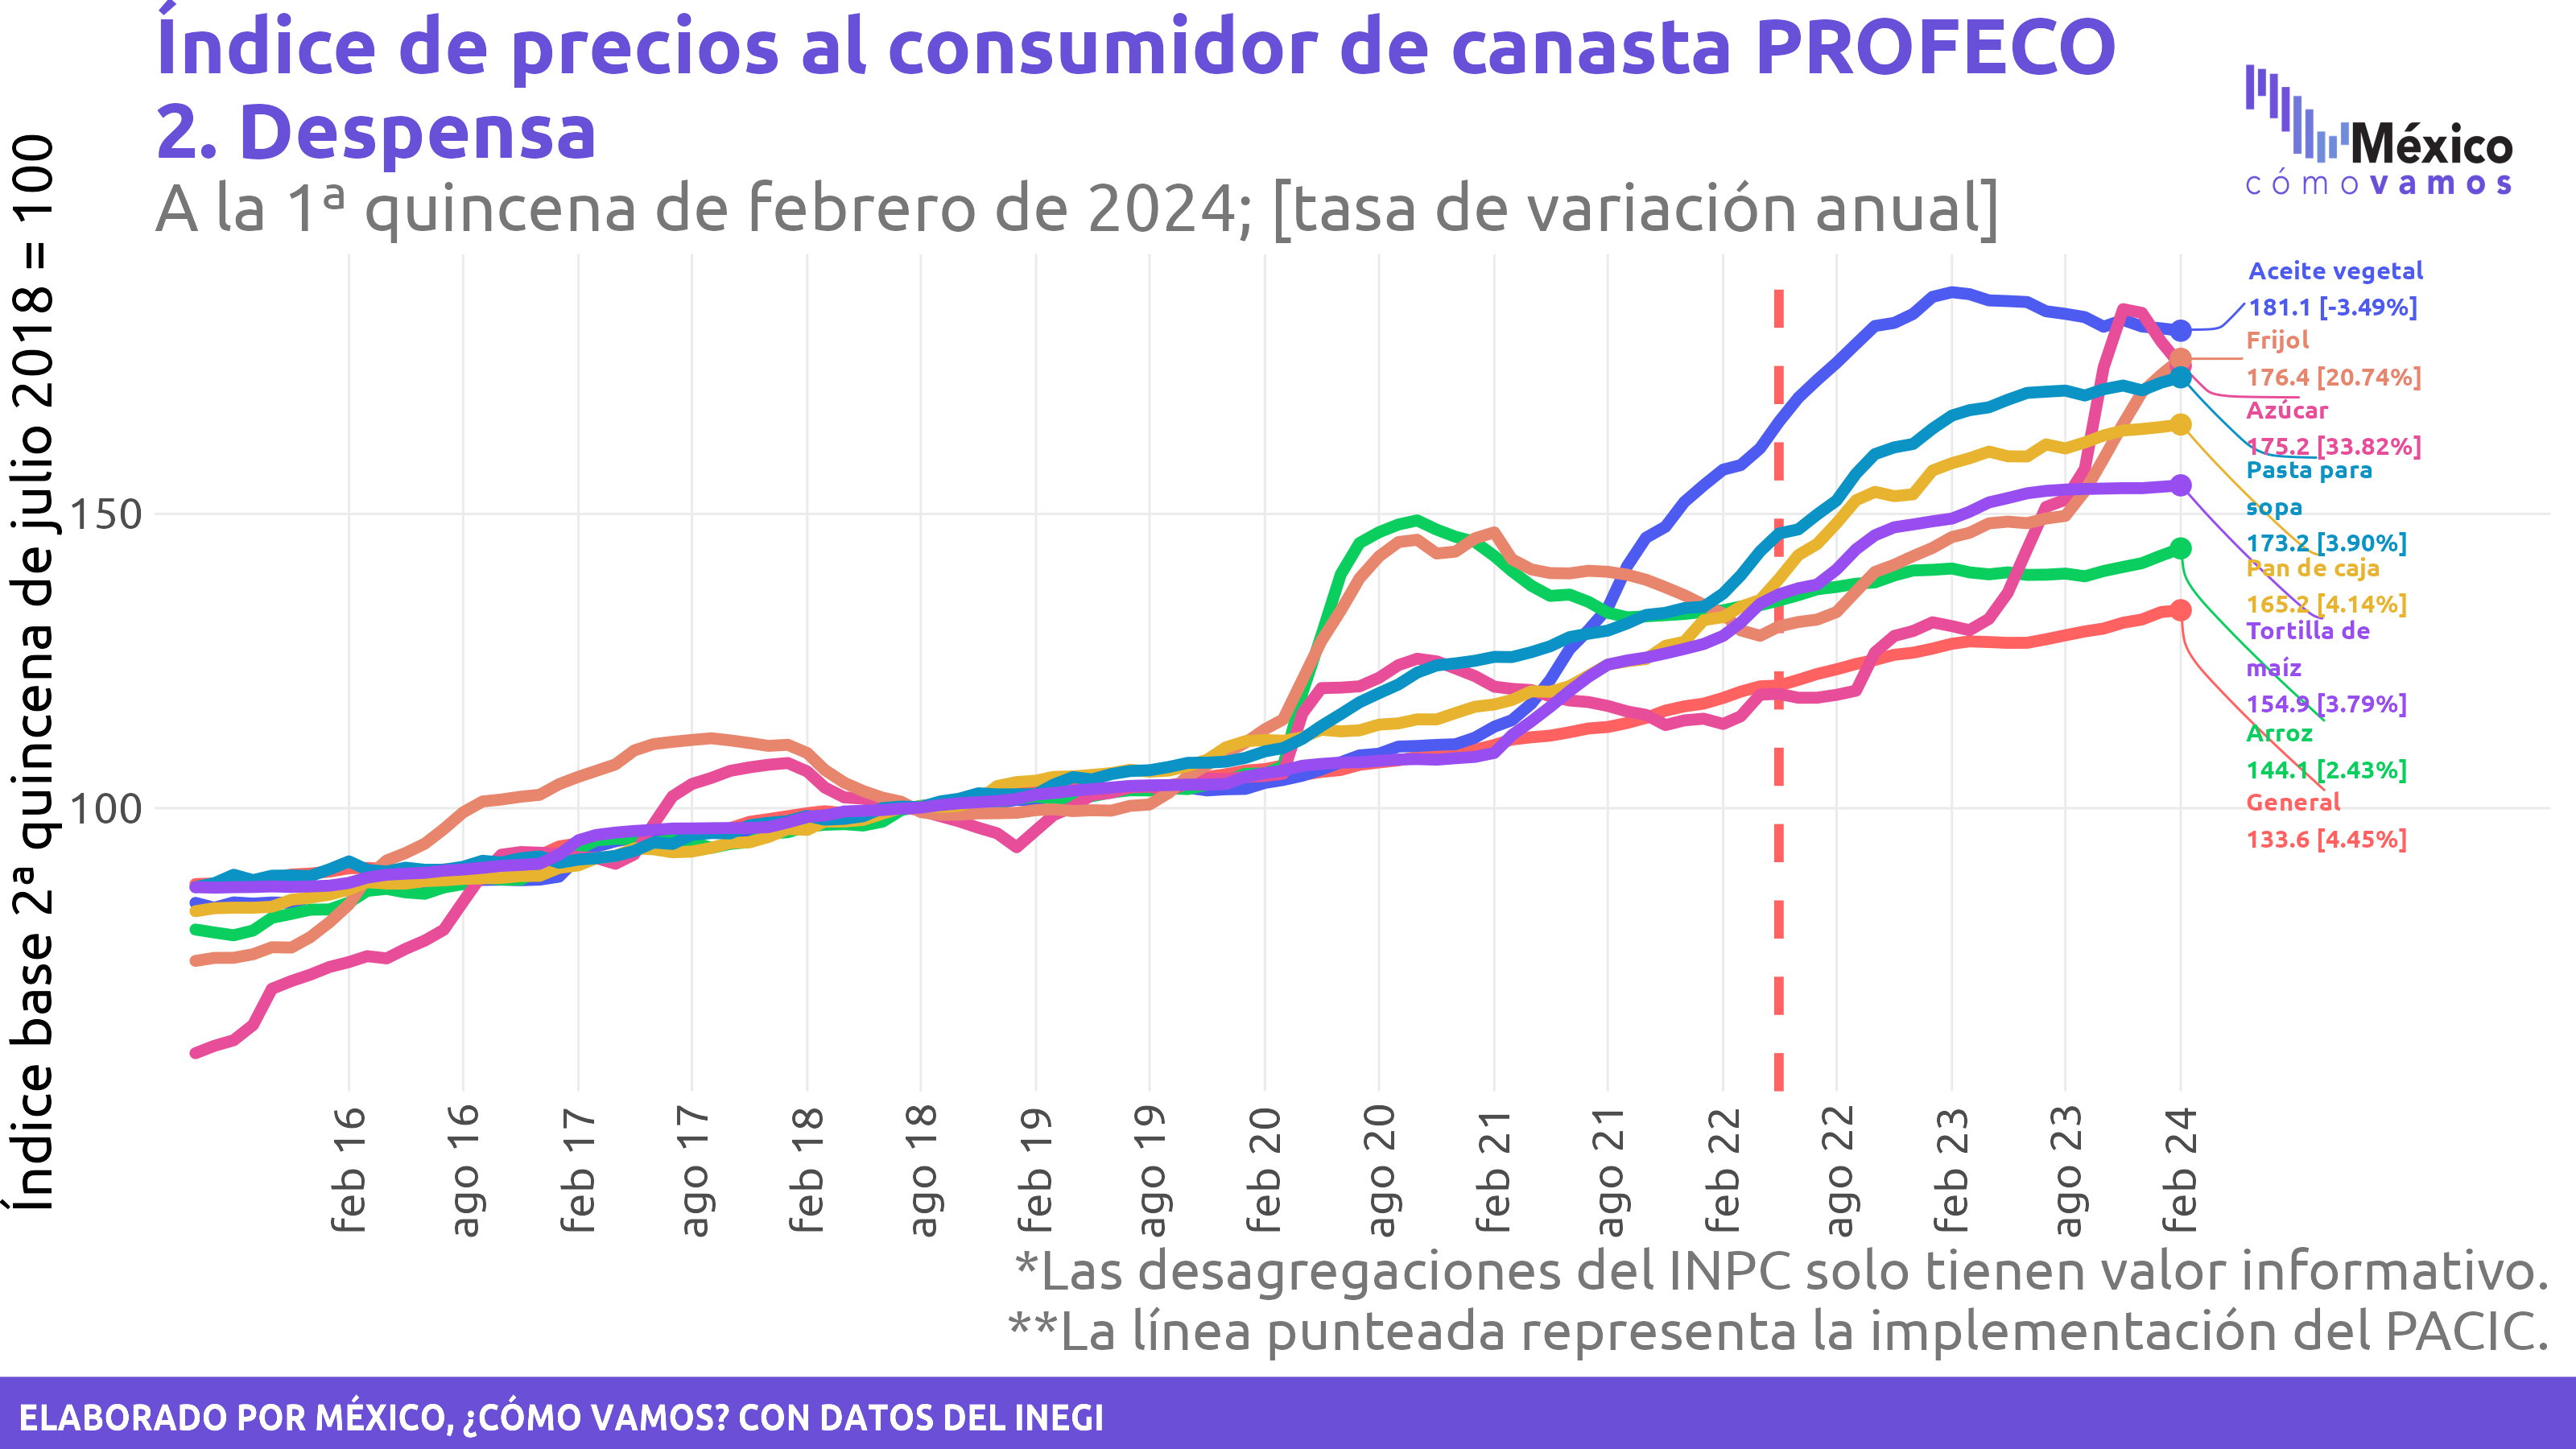 Índice de precios al consumidor de canasta PROFECO
2. Despensa
A la 1ª quincena de febrero de 2024; [tasa de variación anual]
México
cómo vamos
Índice base 2ª quincena de julio 2018 = 100
150
100
Aceite vegetal
181.1 [-3.49%]
Frijol
176.4 [20.74%]
Azúcar
175.2 [33.82%]
Pasta para
sopa
173.2 [3.90%]
Pan de caja
165.2 [4.14%]
Tortilla de
maíz
154.9 [3.79%]
Arroz
144.1 [2.43%]
General
133.6 [4.45%]
feb 16
ago 16
feb 17
ago 17
feb 18
ago 18
feb 19
ago 19
feb 20
ago 20
feb 21
ago 21
feb 22
ago 22
feb 23
ago 23
feb 24
*Las desagregaciones del INPC solo tienen valor informativo.
**La línea punteada representa la implementación del PACIC.
ELABORADO POR MÉXICO, ¿CÓMO VAMOS? CON DATOS DEL INEGI